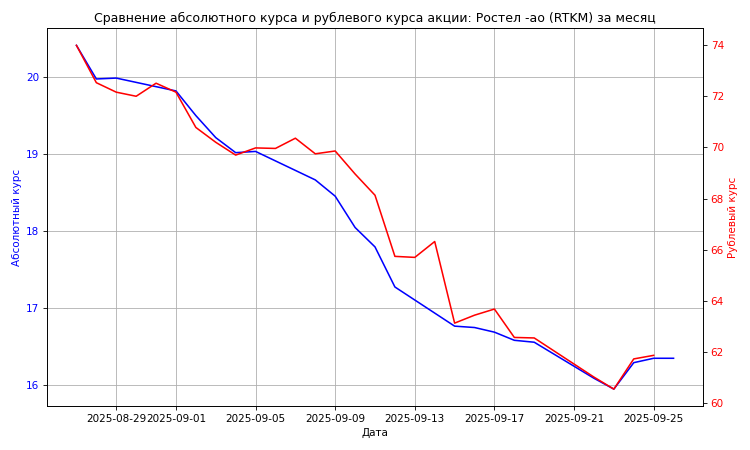 Сравнение абсолютного курса и рублевого курса акции: Ростел -ао (RTKM) за месяц
20
19
18
17
16
Абсолютный курс
74
72
70
68
66
64
62
60
Рублевый курс
2025-08-29 2025-09-01 2025-09-05 2025-09-09 2025-09-13 2025-09-17 2025-09-21 2025-09-25
Дата